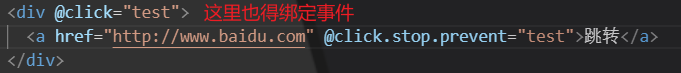 <div @click="test"> 这里也得绑定事件
<a href="http://www.baidu.com" @click.stop.prevent="test">跳转</a>
</div>